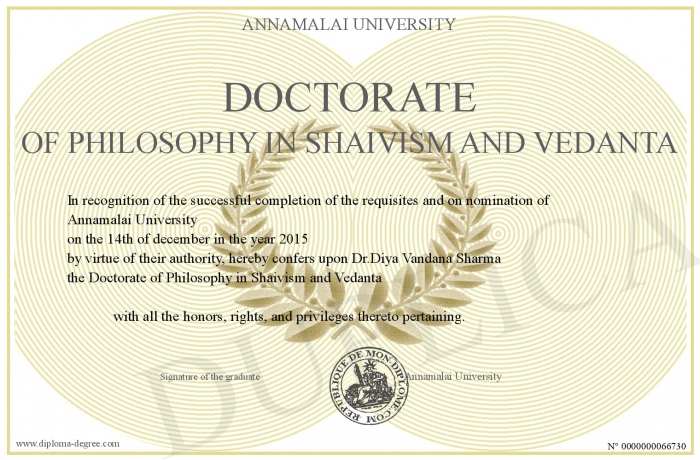 ANNAMALAI UNIVERSITY
DOCTORATE
OF PHILOSOPHY IN SHAIVISM AND VEDANTA
In recognition of the successful completion of the requisites and on nomination of
Annamalai University
on the 14th of december in the year 2015
by virtue of their authority, hereby confers upon Dr.Diya Vandana Sharma
the Doctorate of Philosophy in Shaivism and Vedanta
with all the honors, rights, and privileges thereto pertaining.
DUPLICATA
Signature of the graduate
REPUBLIQUE DE MON.DIPLOME.COM
Annamalai University
www.diploma-degree.com
N° 0000000066730